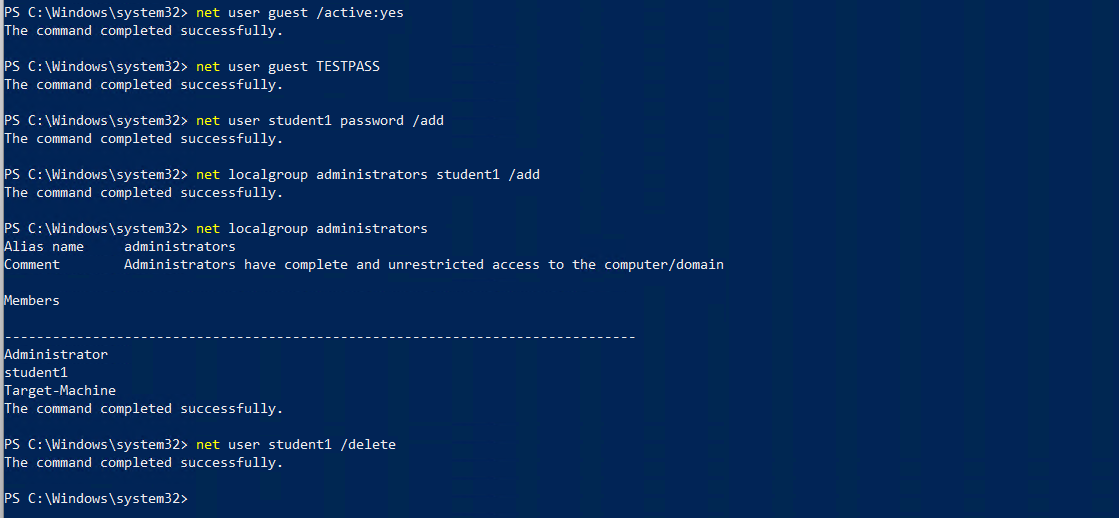 PS C:\Windows\system32> net user guest /active:yes
The command completed successfully.
PS C:\Windows\system32> net user guest TESTPASS
The command completed successfully.
PS C:\Windows\system32> net user student1 password /add
The command completed successfully.
PS C:\Windows\system32> net localgroup administrators student1 /add
The command completed successfully.
PS C:\Windows\system32> net localgroup administrators
Alias name     administrators
Comment        Administrators have complete and unrestricted access to the computer/domain
Members
-------------------------------------------------------------------------------
Administrator
student1
Target-Machine
The command completed successfully.
PS C:\Windows\system32> net user student1 /delete
The command completed successfully.
PS C:\Windows\system32>